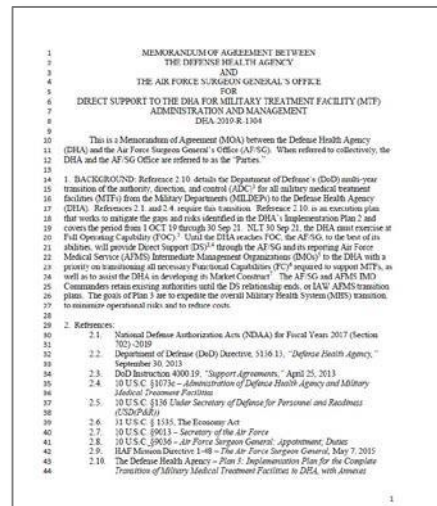 1 MEMORANDUM OF AGREEMENT BETWEEN
2 THE DEFENSE HEALTH AGENCY
3 AND
4 THE AIR FORCE SURGEON GENERAL'S OFFICE
5 FOR
6 DIRECT SUPPORT TO THE DHA FOR MILITARY TREATMENT FACILITY (MTF)
7 ADMINISTRATION AND MANAGEMENT
8 DHA-2019-R-1304
9
10 This is a Memorandum of Agreement (MOA) between the Defense Health Agency
11 (DHA) and the Air Force Surgeon General's Office (AF/SG). When referred to collectively, the
12 DHA and the AF/SG Office are referred to as the "Parties."
13
14 1. BACKGROUND: Reference 2.10. details the Department of Defense's (DoD) multi-year
15 transition of the authority, direction, and control (ADC) for all military medical treatment
16 facilities (MTFs) from the Military Departments (MILDEPs) to the Defense Health Agency
17 (DHA). References 2.1. and 2.4. require this transition. Reference 2.10. is an execution plan
18 that works to mitigate the gaps and risks identified in the DHA's Implementation Plan 2 and
19 covers the period from 1 OCT 19 through 30 Sep 21. NLT 30 Sep 21, the DHA must exercise at
20 Full Operating Capability (FOC). Until the DHA reaches FOC, the AF/SG, to the best of its
21 abilities, will provide Direct Support (DS) through the AF/SG and its reporting Air Force
22 Medical Service (AFMS) Intermediate Management Organizations (IMOs) to the DHA with a
23 priority on transitioning all necessary Functional Capabilities (FC) required to support MTFs, as
24 well as to assist the DHA in developing its Market Construct. The AF/SG and AFMS IMO
25 Commanders retain existing authorities until the DS relationship ends, or IAW AFMS transition
26 plans. The goals of Plan 3 are to expedite the overall Military Health System (MHS) transition,
27 to minimize operational risks and to reduce costs.
28
29 2. References:
30 2.1. National Defense Authorization Acts (NDAA) for Fiscal Years 2017 (Section
31 702) -2019
32 2.2. Department of Defense (DoD) Directive, 5136.13, "Defense Health Agency,"
33 September 30, 2013
34 2.3. DoD Instruction 4000.19, "Support Agreements," April 25, 2013
35 2.4. 10 U.S.C. §1073c – Administration of Defense Health Agency and Military
36 Medical Treatment Facilities
37 2.5. 10 U.S.C. §136 Under Secretary of Defense for Personnel and Readiness
38 (USD(P&R))
39 2.6. 31 U.S.C. § 1535, The Economy Act
40 2.7. 10 U.S.C. §9013 – Secretary of the Air Force
41 2.8. 10 U.S.C. §9036 – Air Force Surgeon General: Appointment; Duties
42 2.9. HAF Mission Directive 1-48 – The Air Force Surgeon General, May 7, 2015
43 2.10. The Defense Health Agency – Plan 3: Implementation Plan for the Complete
44 Transition of Military Medical Treatment Facilities to DHA, with Annexes
1